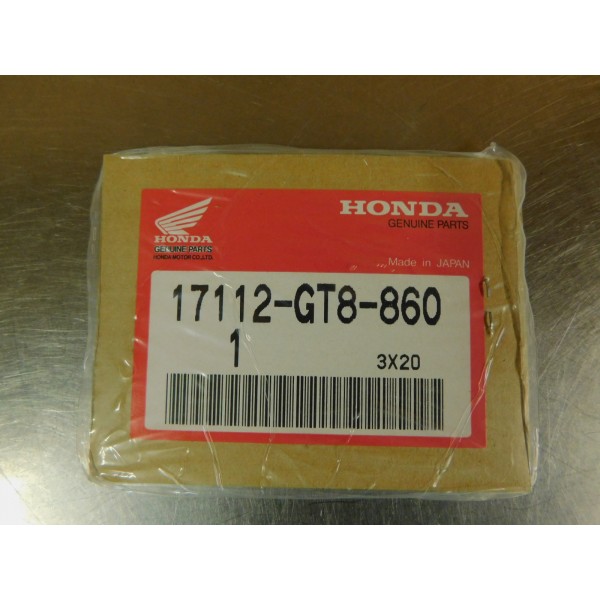 HONDA
GENUINE PARTS
HONDA MOTOR CO.,LTD.
HONDA
GENUINE PARTS
Made in JAPAN
17112-GT8-860
1
3X20